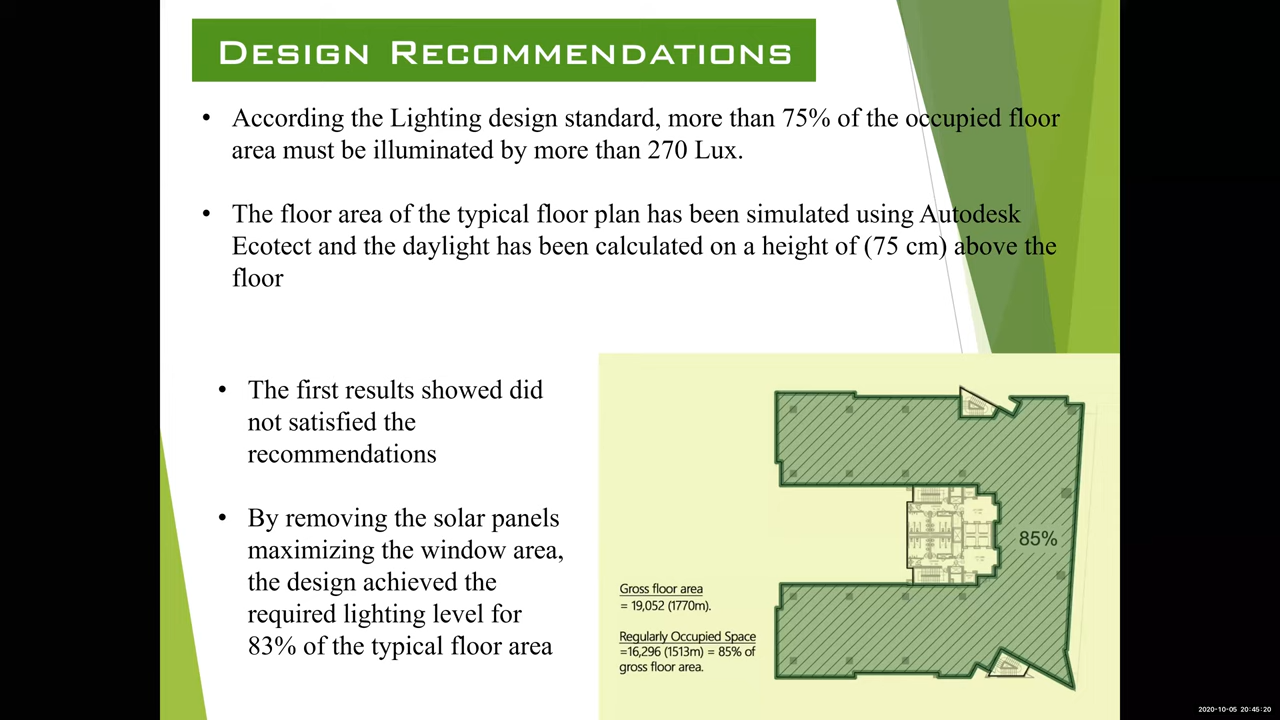 DESIGN RECOMMENDATIONS
• According the Lighting design standard, more than 75% of the occupied floor
area must be illuminated by more than 270 Lux.
• The floor area of the typical floor plan has been simulated using Autodesk
Ecotect and the daylight has been calculated on a height of (75 cm) above the
floor
• The first results showed did
not satisfied the
recommendations
• By removing the solar panels
maximizing the window area,
the design achieved the
required lighting level for
83% of the typical floor area
85%
Gross floor area
= 19,052 (1770m).
Regularly Occupied Space
=16,296 (1513m) = 85% of
gross floor area.
2020-10-05 20:45:20